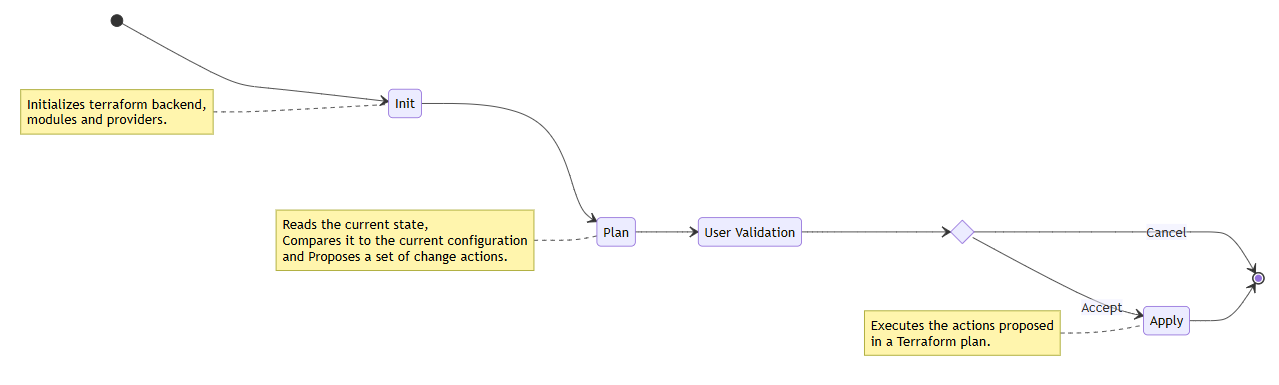 Initializes terraform backend,
modules and providers.
Init
Reads the current state,
Compares it to the current configuration
and Proposes a set of change actions.
Plan
User Validation
Cancel
Accept
Executes the actions proposed
in a Terraform plan.
Apply